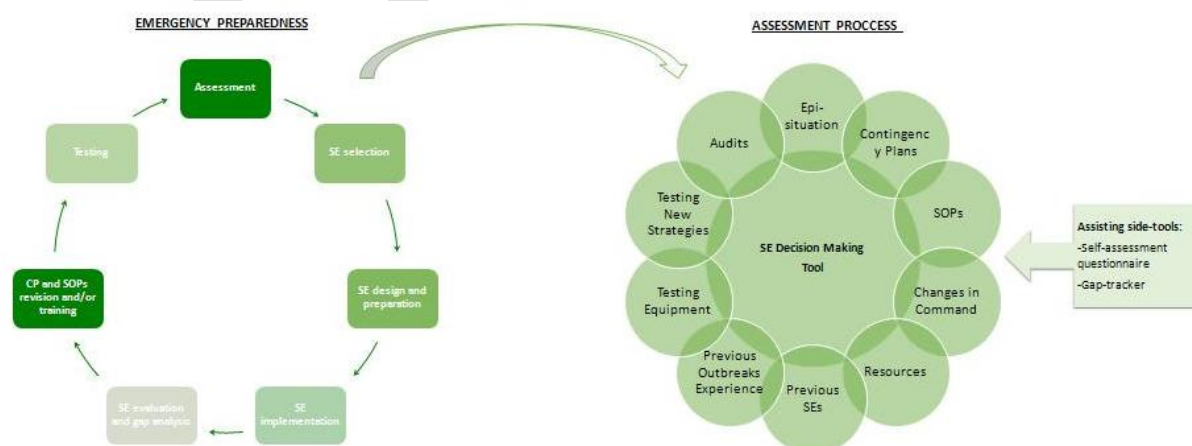 EMERGENCY PREPAREDNESS
Assessment
SE selection
SE design and
preparation
SE
implementation
SE evaluation
and gap analysis
CP and SOPs
revision and/or
training
Testing
ASSESSMENT PROCCESS
Epi-
situation
Contingenc
y Plans
SOPs
Changes in
Command
Resources
Previous
SEs
Previous
Outbreaks
Experience
Testing
Equipment
Testing
New
Strategies
Audits
SE Decision Making
Tool
Assisting side-tools:
-Self-assessment
questionnaire
-Gap-tracker